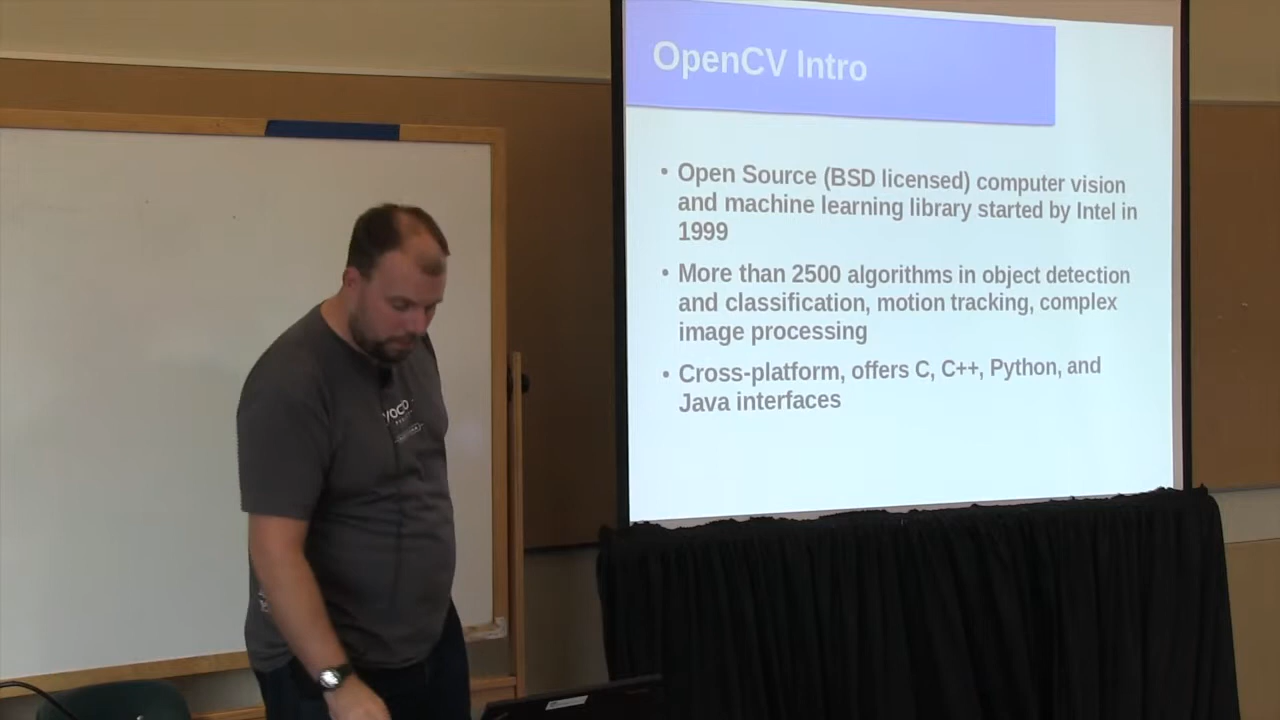 OpenCV Intro
• Open Source (BSD licensed) computer vision
and machine learning library started by Intel in
1999
• More than 2500 algorithms in object detection
and classification, motion tracking, complex
image processing
• Cross-platform, offers C, C++, Python, and
Java interfaces